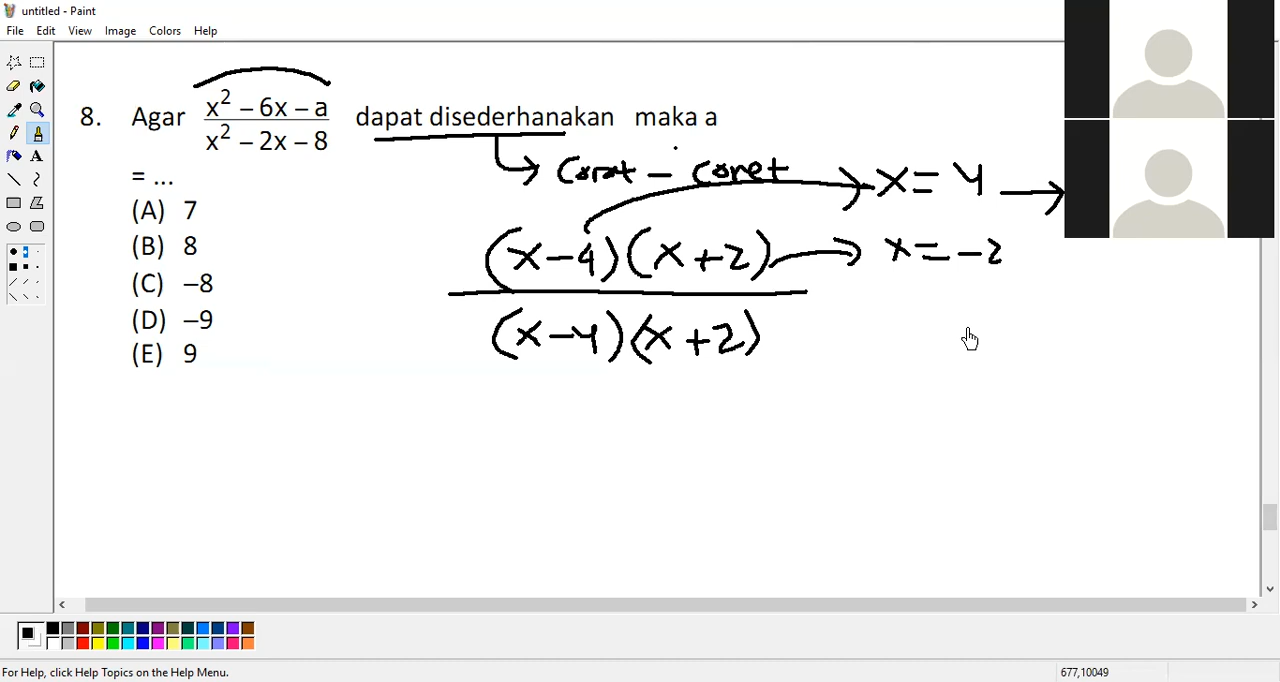 untitled - Paint
File Edit View Image Colors Help
8. Agar x² – 6x – a / x² – 2x – 8 dapat disederhanakan maka a
= ...
(A) 7
(B) 8
(C) –8
(D) –9
(E) 9
Coret – coret
x = 4
(x – 4)(x + 2)
x = –2
(x – 4)(x + 2)
For Help, click Help Topics on the Help Menu.
677,10049